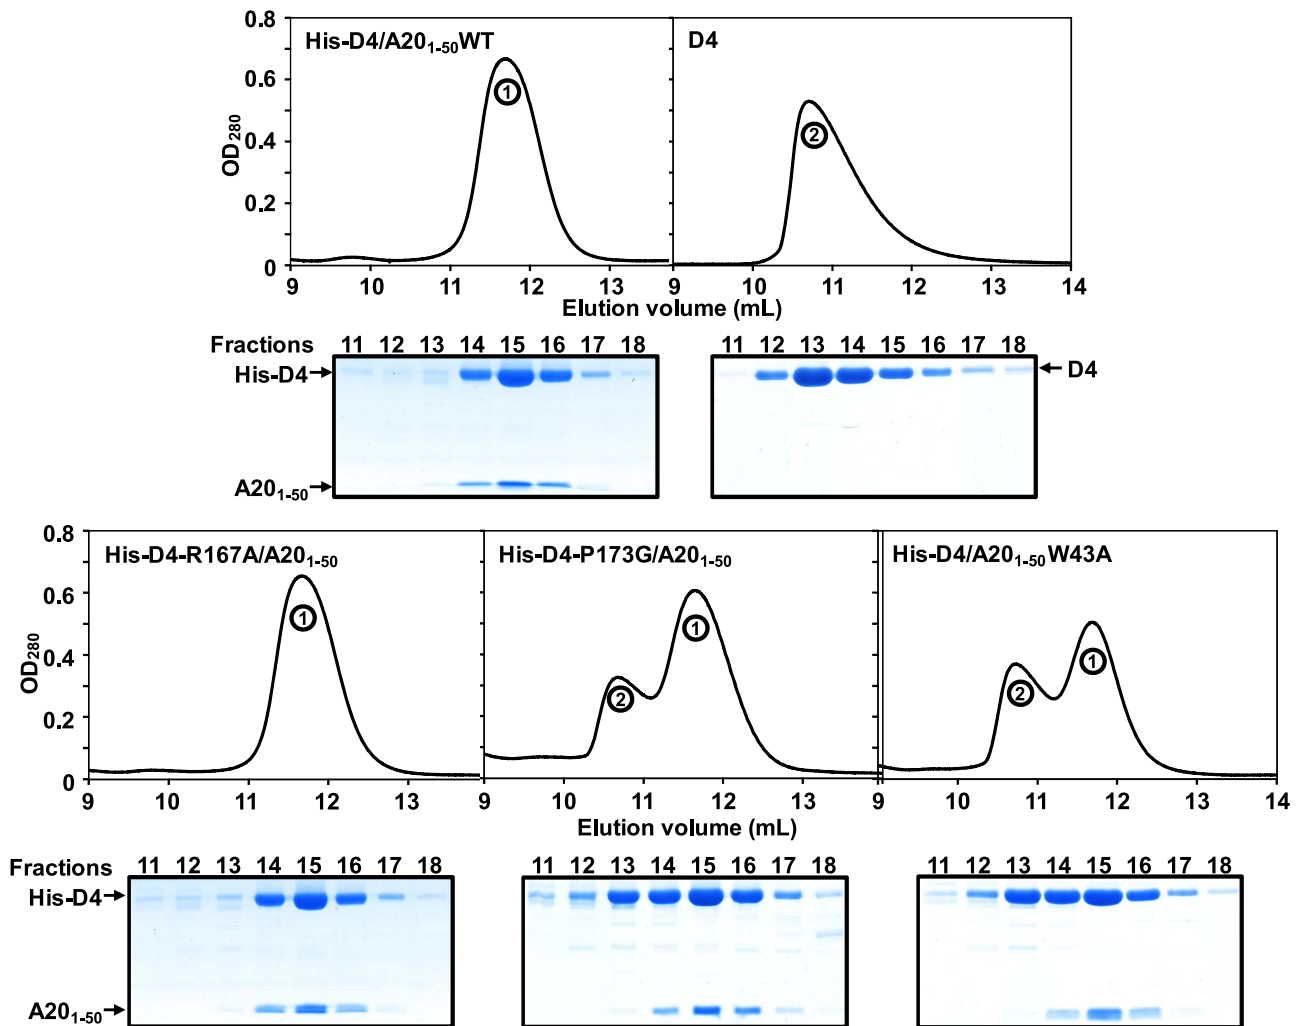 His-D4/A20₁₋₅₀WT
D4
0.8
0.6
0.4
0.2
0
OD₂₈₀
①
②
9 10 11 12 13 9 10 11 12 13 14
Elution volume (mL)
Fractions 11 12 13 14 15 16 17 18 11 12 13 14 15 16 17 18
His-D4
D4
A20₁₋₅₀
His-D4-R167A/A20₁₋₅₀
His-D4-P173G/A20₁₋₅₀
His-D4/A20₁₋₅₀W43A
0.8
0.6
0.4
0.2
0
OD₂₈₀
①
② ①
② ①
9 10 11 12 13 9 10 11 12 13 9 10 11 12 13 14
Elution volume (mL)
Fractions 11 12 13 14 15 16 17 18 11 12 13 14 15 16 17 18 11 12 13 14 15 16 17 18
His-D4
A20₁₋₅₀